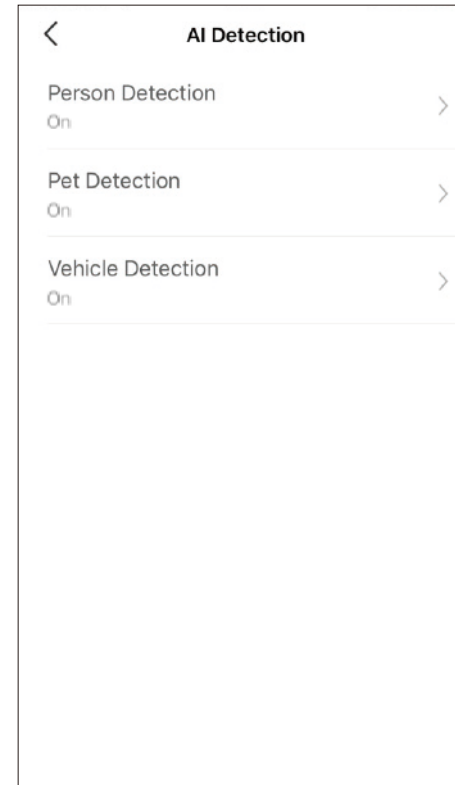 AI Detection
Person Detection
On
Pet Detection
On
Vehicle Detection
On